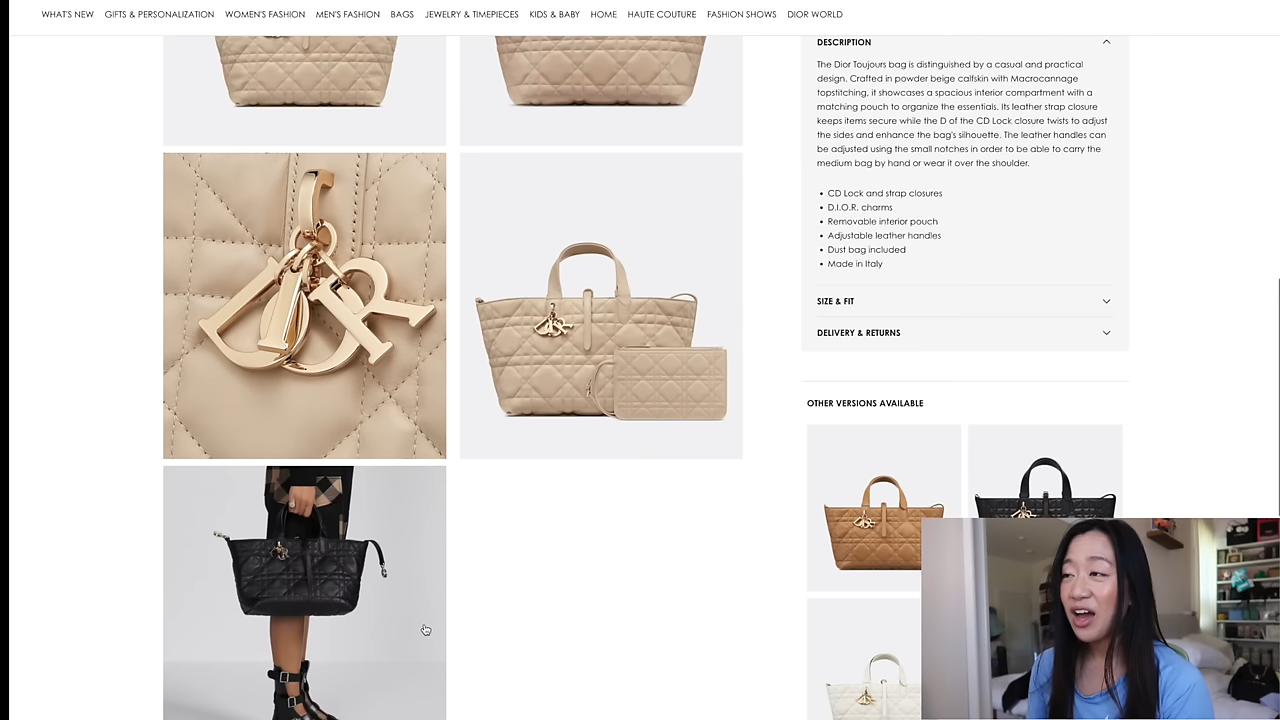 WHAT'S NEW GIFTS & PERSONALIZATION WOMEN'S FASHION MEN'S FASHION BAGS JEWELRY & TIMEPIECES KIDS & BABY HOME HAUTE COUTURE FASHION SHOWS DIOR WORLD
DESCRIPTION
The Dior Toujours bag is distinguished by a casual and practical
design. Crafted in powder beige calfskin with Macrocannage
topstitching, it showcases a spacious interior compartment with a
matching pouch to organize the essentials. Its leather strap closure
keeps items secure while the D of the CD Lock closure twists to adjust
the sides and enhance the bag's silhouette. The leather handles can
be adjusted using the small notches in order to be able to carry the
medium bag by hand or wear it over the shoulder.
• CD Lock and strap closures
• D.I.O.R. charms
• Removable interior pouch
• Adjustable leather handles
• Dust bag included
• Made in Italy
SIZE & FIT
DELIVERY & RETURNS
OTHER VERSIONS AVAILABLE
DIOR